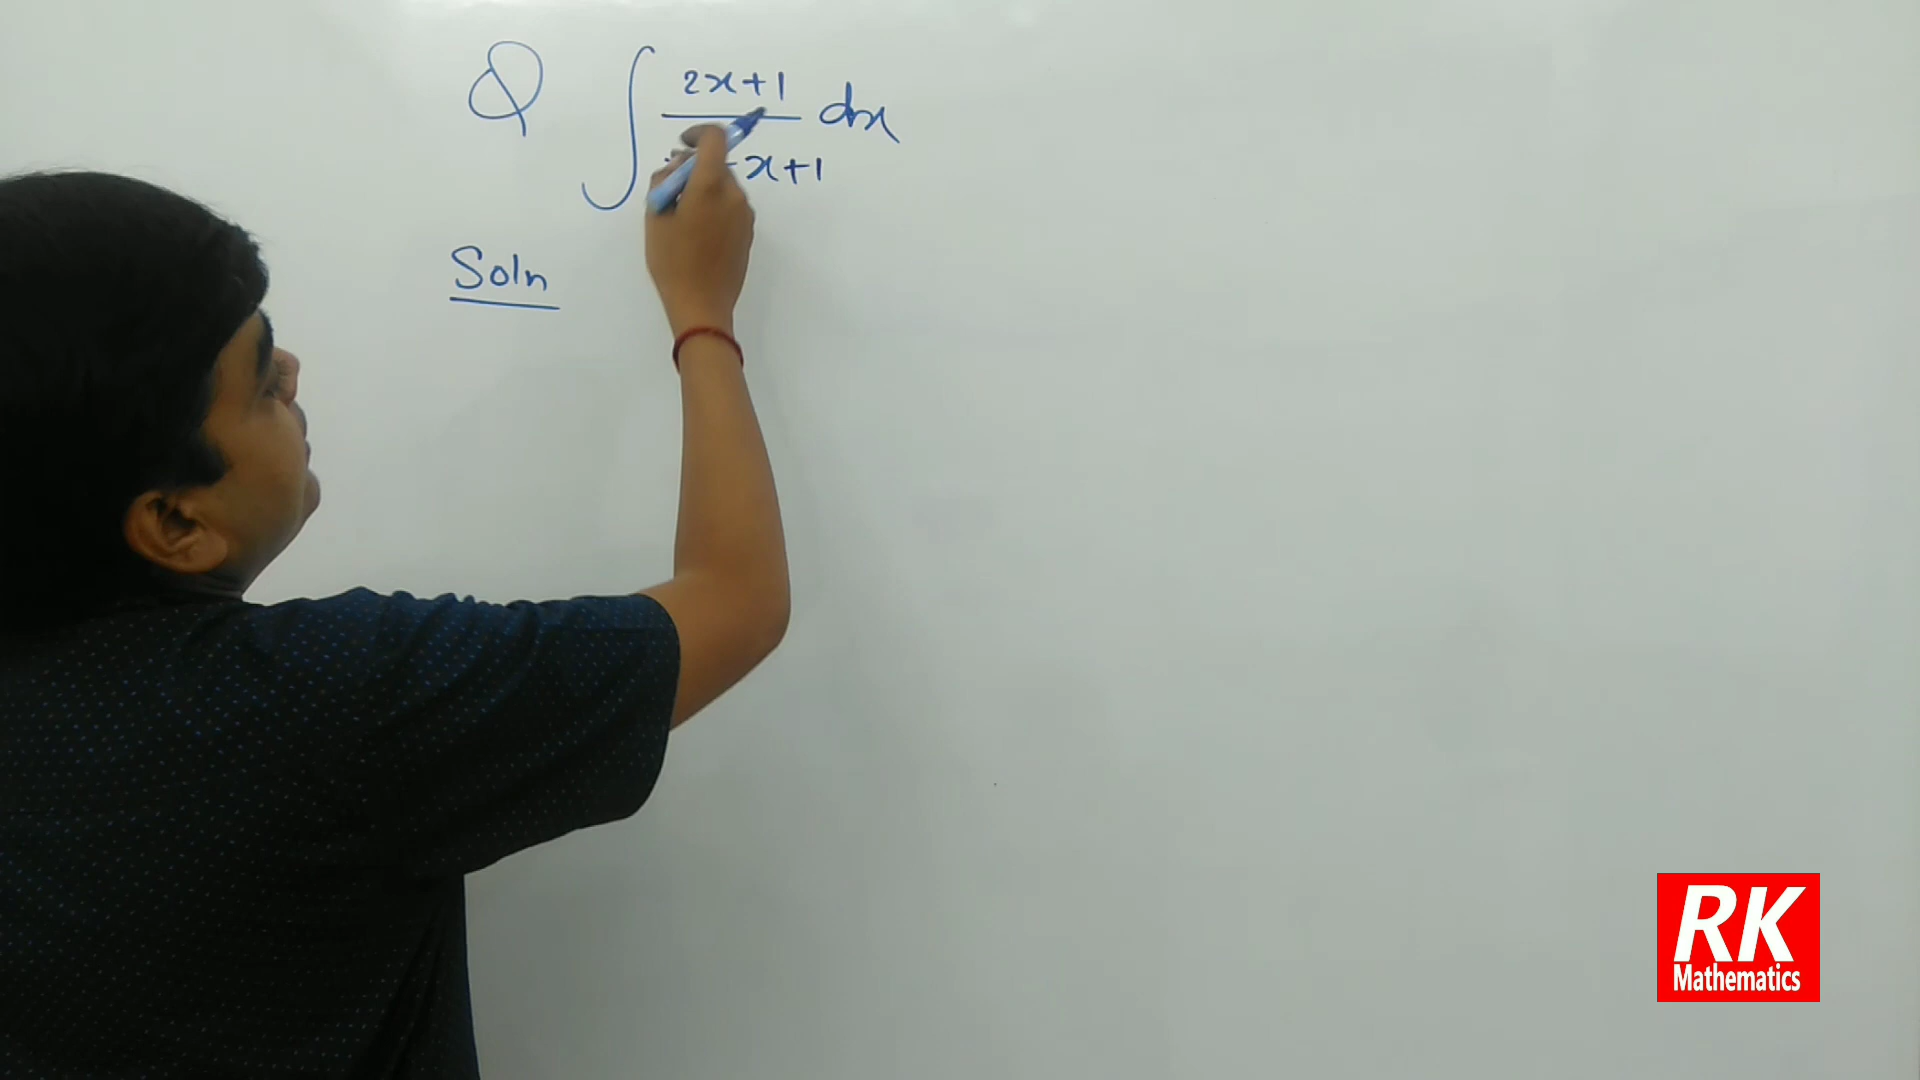 Q ∫ 2x+1 dx
x+1
Soln
RK
Mathematics